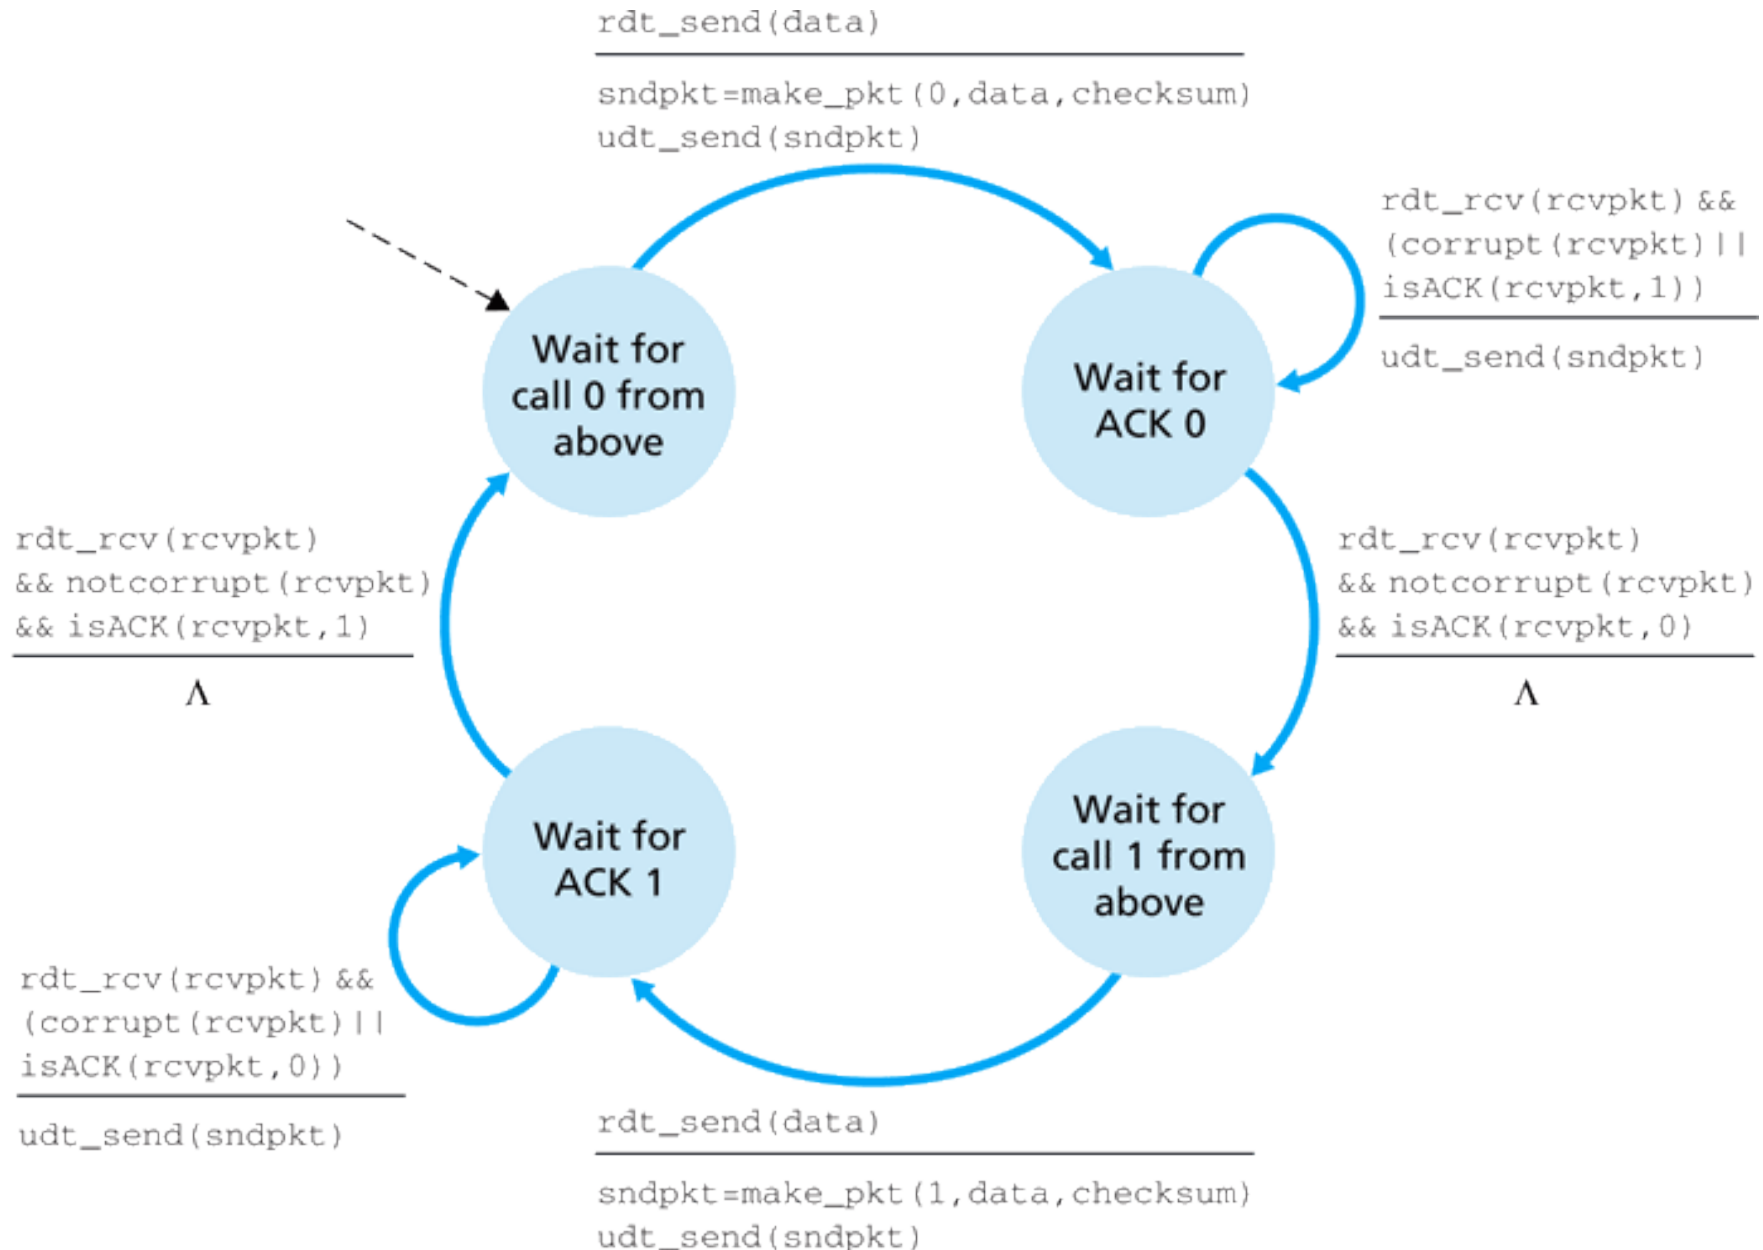 rdt_send(data)
sndpkt=make_pkt(0,data,checksum)
udt_send(sndpkt)
rdt_rcv(rcvpkt) &&
(corrupt(rcvpkt)||
isACK(rcvpkt,1))
udt_send(sndpkt)
Wait for
call 0 from
above
Wait for
ACK 0
rdt_rcv(rcvpkt)
&& notcorrupt(rcvpkt)
&& isACK(rcvpkt,1)
Λ
rdt_rcv(rcvpkt)
&& notcorrupt(rcvpkt)
&& isACK(rcvpkt,0)
Λ
Wait for
ACK 1
Wait for
call 1 from
above
rdt_rcv(rcvpkt) &&
(corrupt(rcvpkt)||
isACK(rcvpkt,0))
udt_send(sndpkt)
rdt_send(data)
sndpkt=make_pkt(1,data,checksum)
udt_send(sndpkt)